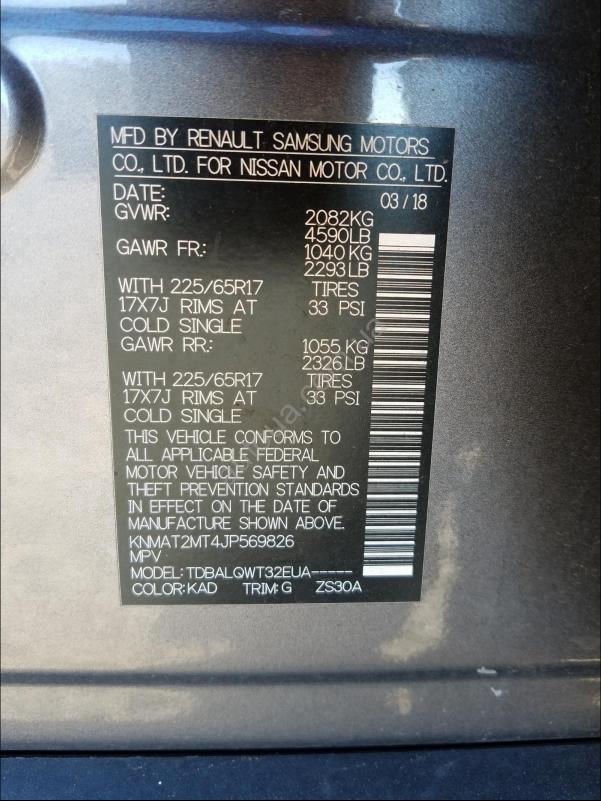 MFD BY RENAULT SAMSUNG MOTORS
CO., LTD. FOR NISSAN MOTOR CO., LTD.
DATE: 03 / 18
GVWR: 2082KG
4590LB
GAWR FR: 1040 KG
2293LB
WITH 225/65R17 TIRES
17X7J RIMS AT 33 PSI
COLD SINGLE
GAWR RR: 1055 KG
2326LB
WITH 225/65R17 TIRES
17X7J RIMS AT 33 PSI
COLD SINGLE
THIS VEHICLE CONFORMS TO
ALL APPLICABLE FEDERAL
MOTOR VEHICLE SAFETY AND
THEFT PREVENTION STANDARDS
IN EFFECT ON THE DATE OF
MANUFACTURE SHOWN ABOVE.
KNMAT2MT4JP569826
MPV
MODEL: TDBALQWT32EUA-----
COLOR: KAD TRIM: G ZS30A